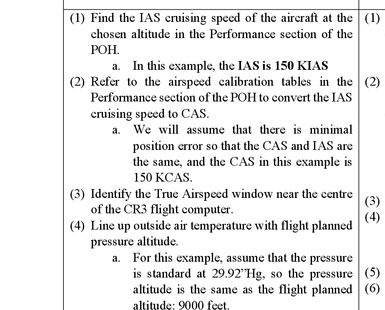 (1) Find the IAS cruising speed of the aircraft at the
chosen altitude in the Performance section of the
POH.
a. In this example, the IAS is 150 KIAS
(2) Refer to the airspeed calibration tables in the
Performance section of the POH to convert the IAS
cruising speed to CAS.
a. We will assume that there is minimal
position error so that the CAS and IAS are
the same, and the CAS in this example is
150 KCAS.
(3) Identify the True Airspeed window near the centre
of the CR3 flight computer.
(4) Line up outside air temperature with flight planned
pressure altitude.
a. For this example, assume that the pressure
is standard at 29.92”Hg, so the pressure
altitude is the same as the flight planned
altitude: 9000 feet.
(1)
(2)
(3)
(4)
(5)
(6)